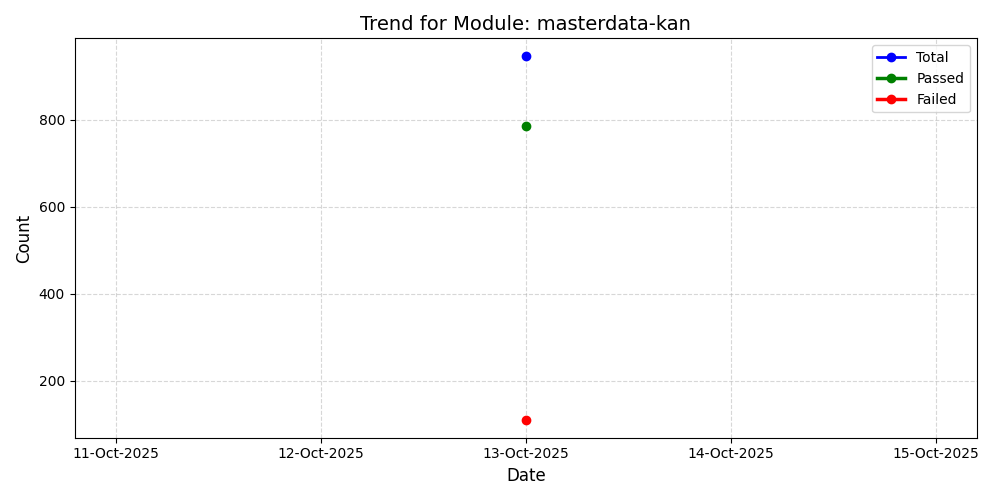 Trend for Module: masterdata-kan
Total
Passed
Failed
Count
800
600
400
200
11-Oct-2025
12-Oct-2025
13-Oct-2025
14-Oct-2025
15-Oct-2025
Date